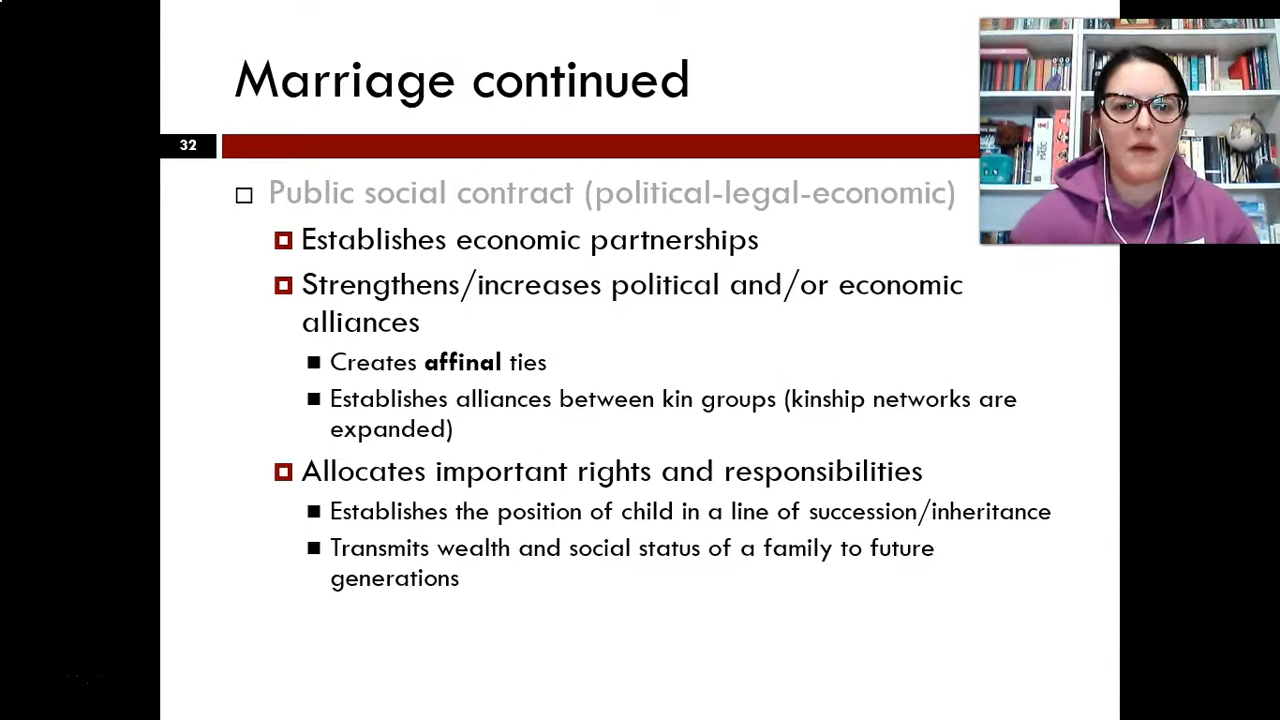 Marriage continued
32
Public social contract (political-legal-economic)
Establishes economic partnerships
Strengthens/increases political and/or economic
alliances
Creates affinal ties
Establishes alliances between kin groups (kinship networks are
expanded)
Allocates important rights and responsibilities
Establishes the position of child in a line of succession/inheritance
Transmits wealth and social status of a family to future
generations